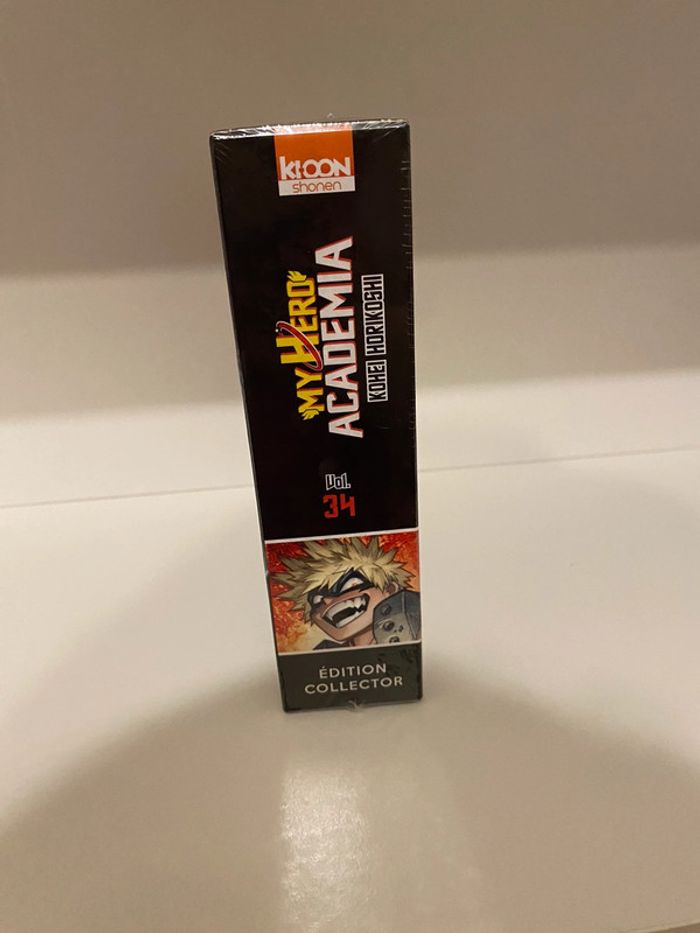 KI-OON
shonen
MY HERO
ACADEMIA
KOHEI HORIKOSHI
Vol.
34
ÉDITION
COLLECTOR